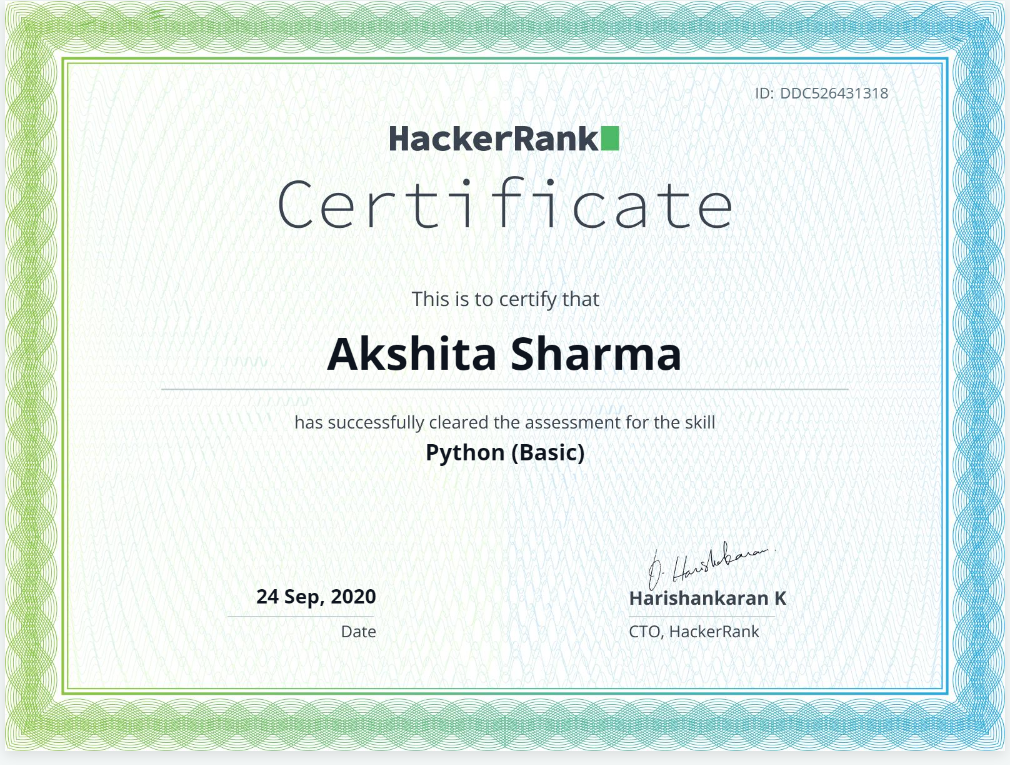 ID: DDC526431318
HackerRank
Certificate
This is to certify that
Akshita Sharma
has successfully cleared the assessment for the skill
Python (Basic)
24 Sep, 2020
Date
Harishankaran K
CTO, HackerRank